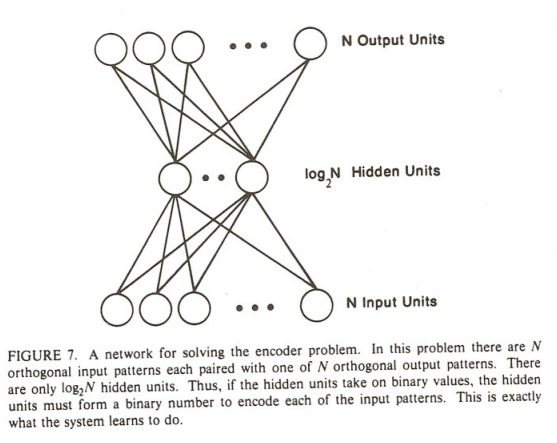 N Output Units
log₂N Hidden Units
N Input Units
FIGURE 7. A network for solving the encoder problem. In this problem there are N
orthogonal input patterns each paired with one of N orthogonal output patterns. There
are only log₂N hidden units. Thus, if the hidden units take on binary values, the hidden
units must form a binary number to encode each of the input patterns. This is exactly
what the system learns to do.